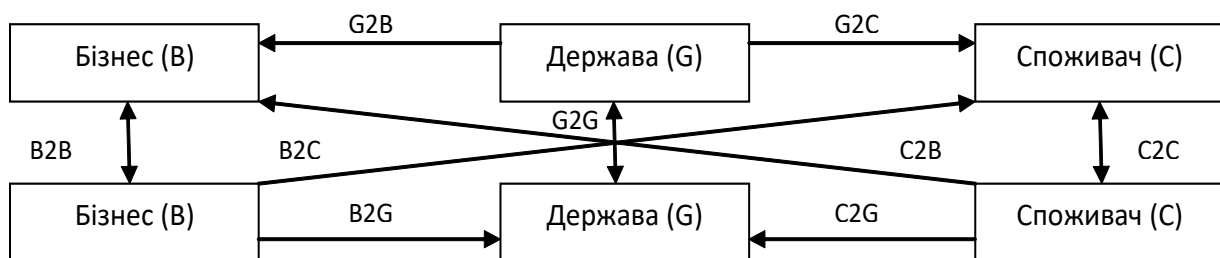 G2B
G2C
Бізнес (B)
Держава (G)
Споживач (C)
G2G
B2B
B2C
C2B
C2C
Бізнес (B)
Держава (G)
Споживач (C)
B2G
C2G